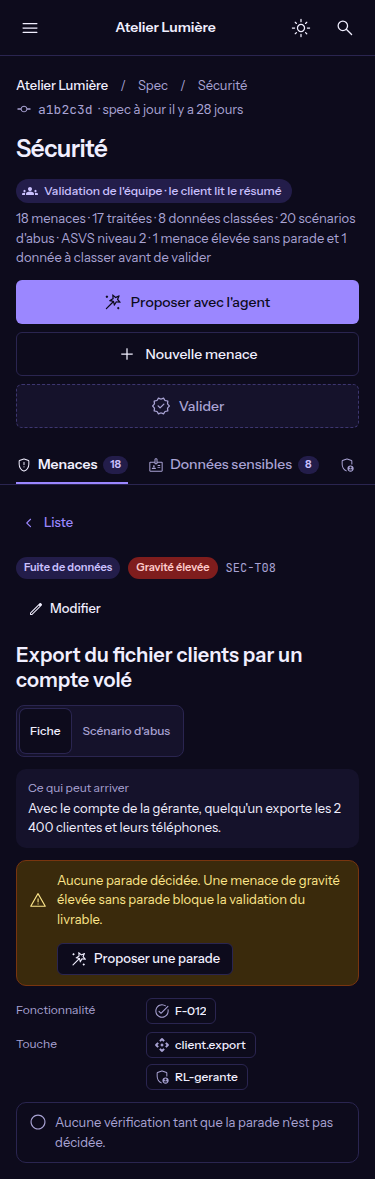 Atelier Lumière
Atelier Lumière / Spec / Sécurité
a1b2c3d · spec à jour il y a 28 jours
Sécurité
Validation de l'équipe · le client lit le résumé
18 menaces · 17 traitées · 8 données classées · 20 scénarios
d'abus · ASVS niveau 2 · 1 menace élevée sans parade et 1
donnée à classer avant de valider
Proposer avec l'agent
Nouvelle menace
Valider
Menaces 18 Données sensibles 8
Liste
Fuite de données Gravité élevée SEC-T08
Modifier
Export du fichier clients par un
compte volé
Fiche Scénario d'abus
Ce qui peut arriver
Avec le compte de la gérante, quelqu'un exporte les 2
400 clientes et leurs téléphones.
Aucune parade décidée. Une menace de gravité
élevée sans parade bloque la validation du
livrable.
Proposer une parade
Fonctionnalité F-012
Touche client.export
RL-gerante
Aucune vérification tant que la parade n'est pas
décidée.